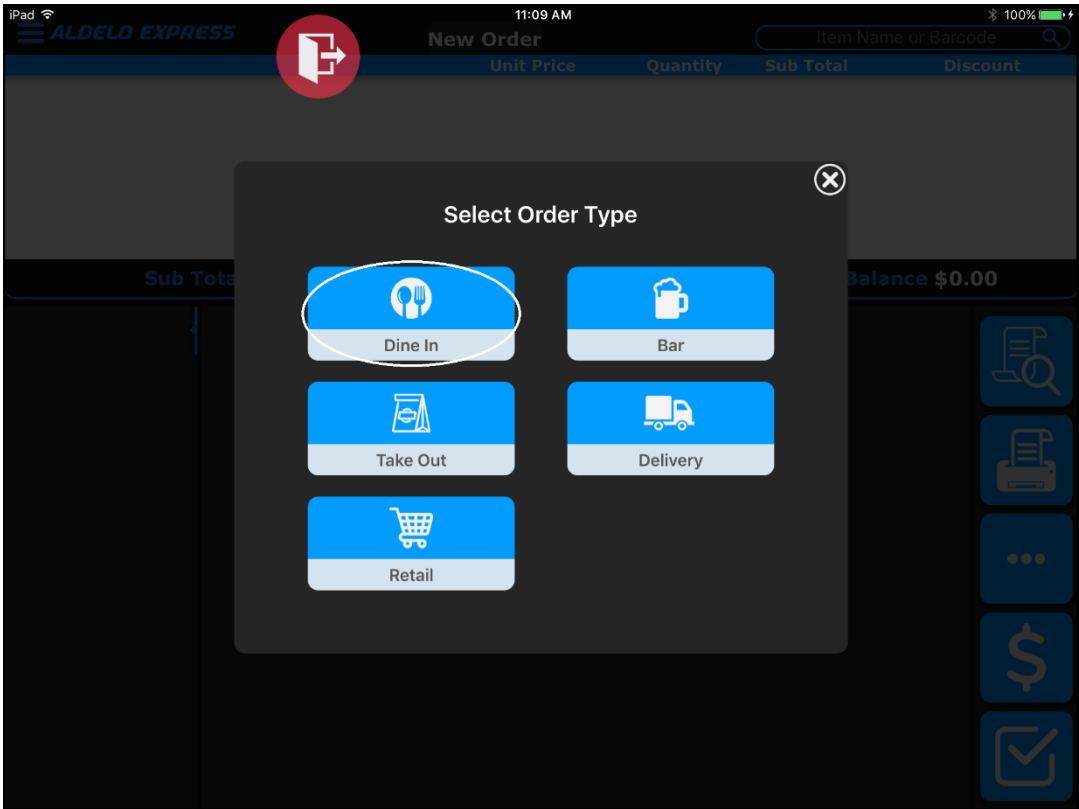 iPad 11:09 AM 100%
ALDELO EXPRESS New Order Item Name or Barcode
Unit Price Quantity Sub Total Discount
Select Order Type
Sub Tota Balance $0.00
Dine In Bar
Take Out Delivery
Retail